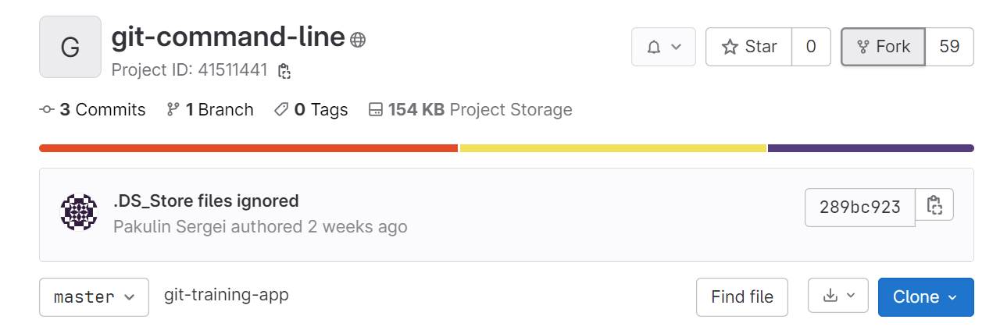 G
git-command-line
Project ID: 41511441
Star 0
Fork 59
3 Commits 1 Branch 0 Tags 154 KB Project Storage
.DS_Store files ignored
Pakulin Sergei authored 2 weeks ago
289bc923
master
git-training-app
Find file
Clone